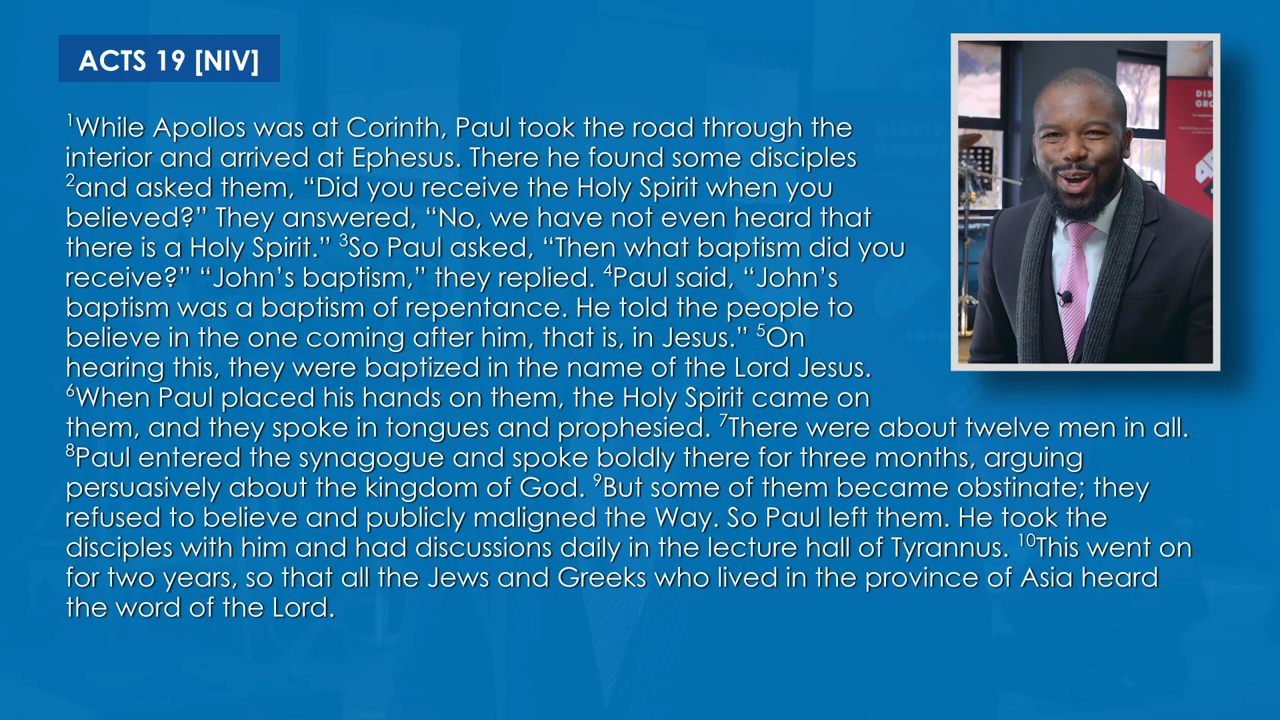 ACTS 19 [NIV]
¹While Apollos was at Corinth, Paul took the road through the
interior and arrived at Ephesus. There he found some disciples
²and asked them, “Did you receive the Holy Spirit when you
believed?” They answered, “No, we have not even heard that
there is a Holy Spirit.” ³So Paul asked, “Then what baptism did you
receive?” “John’s baptism,” they replied. ⁴Paul said, “John’s
baptism was a baptism of repentance. He told the people to
believe in the one coming after him, that is, in Jesus.” ⁵On
hearing this, they were baptized in the name of the Lord Jesus.
⁶When Paul placed his hands on them, the Holy Spirit came on
them, and they spoke in tongues and prophesied. ⁷There were about twelve men in all.
⁸Paul entered the synagogue and spoke boldly there for three months, arguing
persuasively about the kingdom of God. ⁹But some of them became obstinate; they
refused to believe and publicly maligned the Way. So Paul left them. He took the
disciples with him and had discussions daily in the lecture hall of Tyrannus. ¹⁰This went on
for two years, so that all the Jews and Greeks who lived in the province of Asia heard
the word of the Lord.